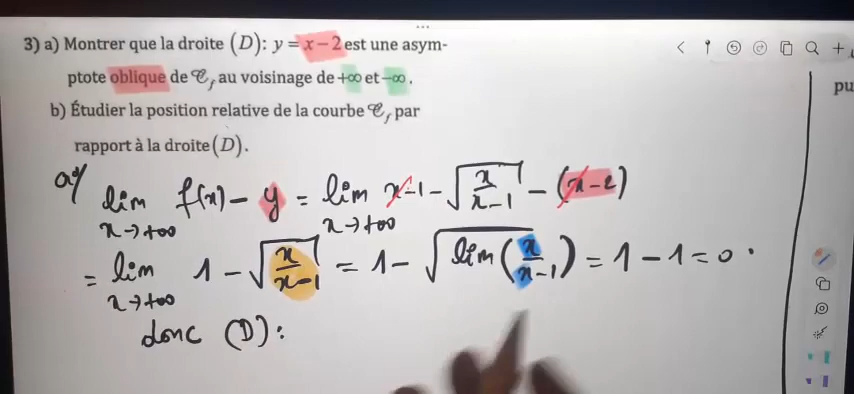 3) a) Montrer que la droite (D): y = x − 2 est une asym-
ptote oblique de 𝒞f au voisinage de +∞ et −∞.
b) Étudier la position relative de la courbe 𝒞f par
rapport à la droite (D).
pu
a/ lim x→+∞ f(x) − y = lim x→+∞ x − 1 − √(x/(x−1)) − (x−2)
= lim x→+∞ 1 − √(x/(x−1)) = 1 − √(lim (x/(x−1))) = 1 − 1 = 0.
donc (D):